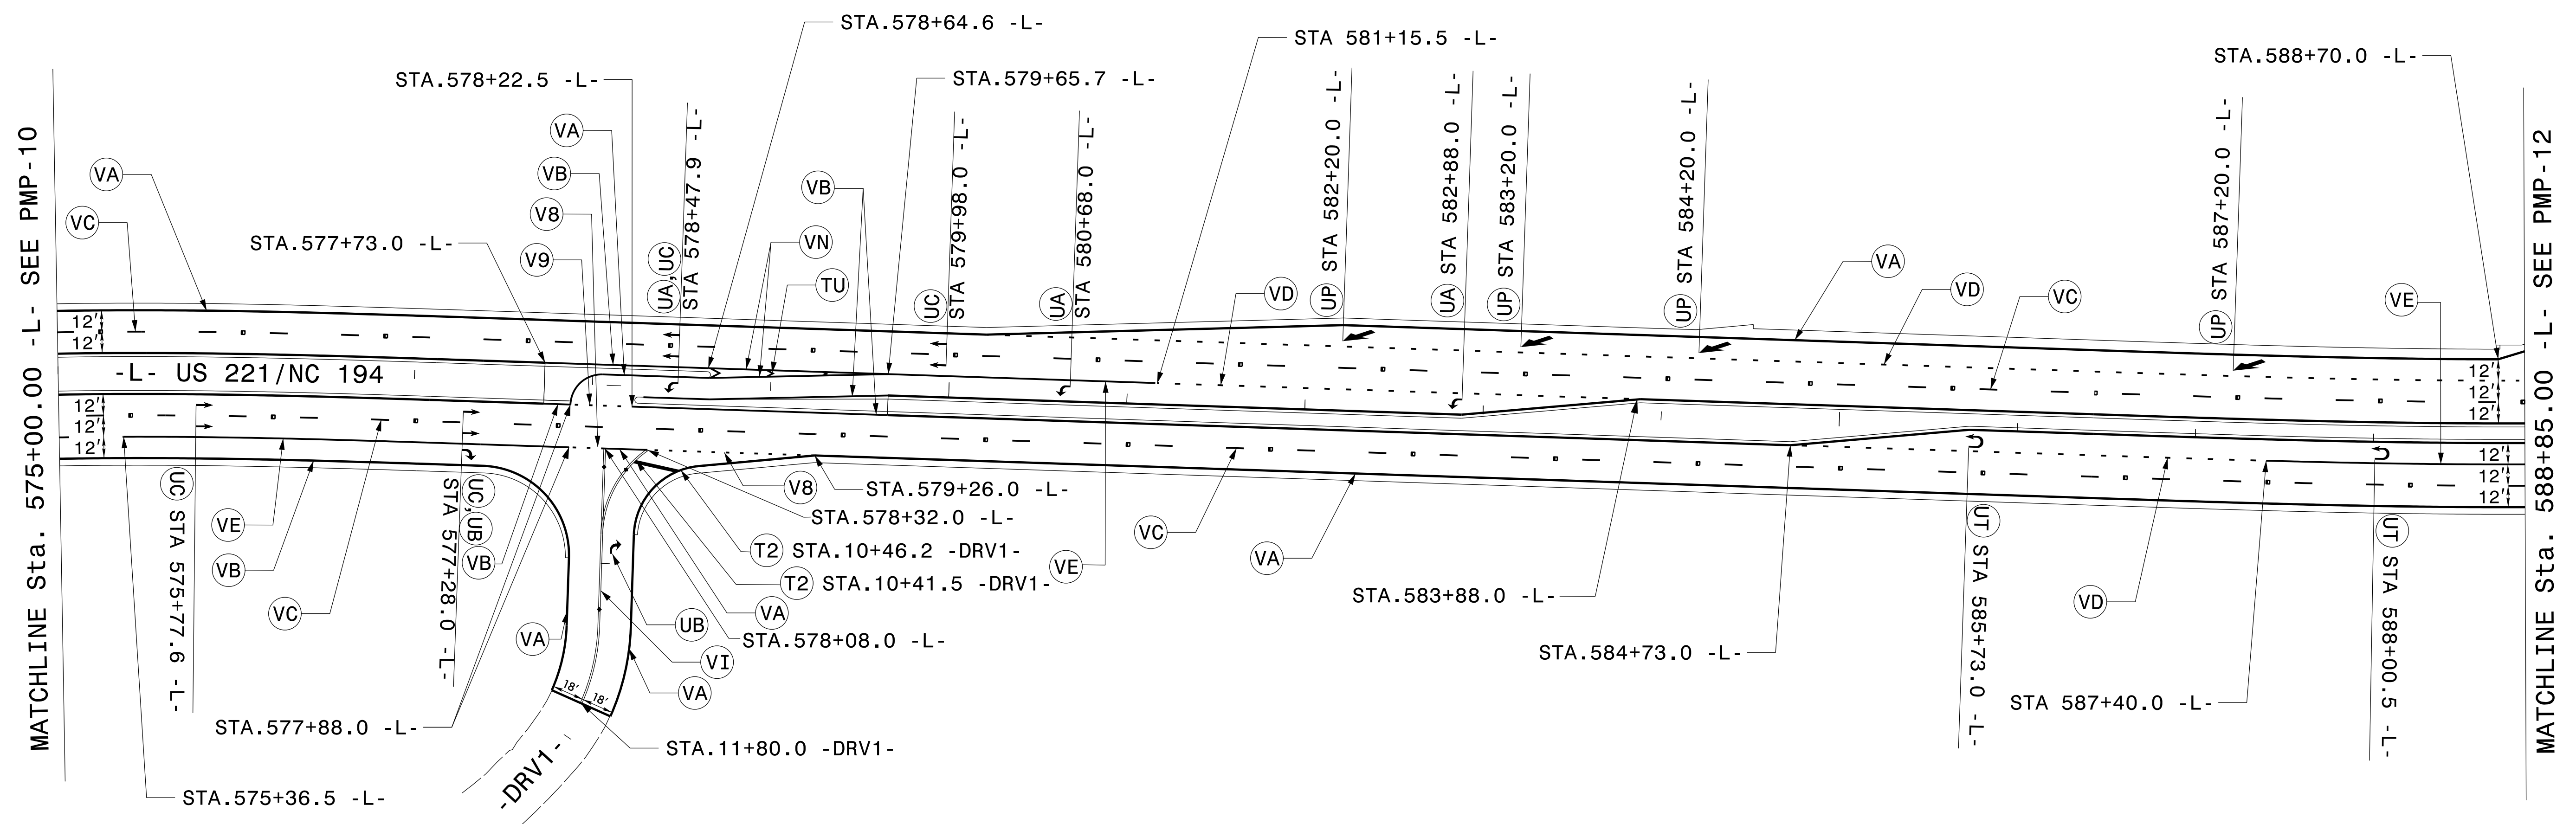 STA.578+64.6 -L-
STA 581+15.5 -L-
STA.588+70.0 -L-
STA.578+22.5 -L-
STA.579+65.7 -L-
MATCHLINE Sta. 575+00.00 -L- SEE PMP-10
VA
VC
STA.577+73.0 -L-
VA
VB
V8
V9
UA,UC STA 578+47.9 -L-
VB
VN
TU
UC STA 579+98.0 -L-
UA STA 580+68.0 -L-
VD
UP STA 582+20.0 -L-
UA STA 582+88.0 -L-
UP STA 583+20.0 -L-
UP STA 584+20.0 -L-
VA
VD
VC
UP STA 587+20.0 -L-
VE
MATCHLINE Sta. 588+85.00 -L- SEE PMP-12
12'
12'
-L- US 221/NC 194
12'
12'
12'
12'
12'
12'
12'
12'
12'
UC STA 575+77.6 -L-
UC,UB STA 577+28.0 -L-
VE
VB
VC
VB
V8
STA.579+26.0 -L-
STA.578+32.0 -L-
T2 STA.10+46.2 -DRV1-
T2 STA.10+41.5 -DRV1-
VA
STA.578+08.0 -L-
UB
VI
VA
VA
VE
VC
VA
STA.583+88.0 -L-
STA.584+73.0 -L-
UT STA 585+73.0 -L-
VD
STA 587+40.0 -L-
UT STA 588+00.5 -L-
18'
18'
STA.577+88.0 -L-
STA.11+80.0 -DRV1-
-DRV1-
STA.575+36.5 -L-